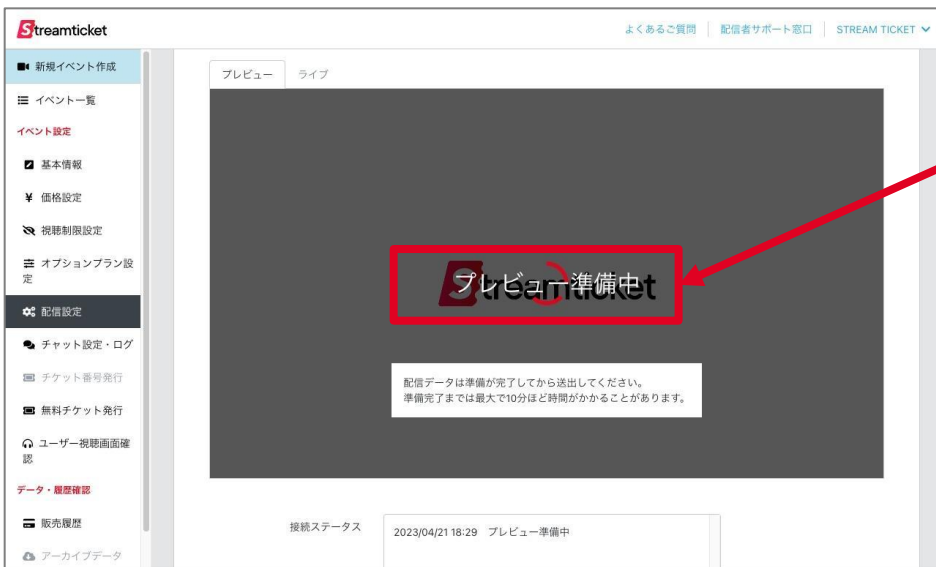 Streamticket
よくあるご質問
配信者サポート窓口
STREAM TICKET
新規イベント作成
イベント一覧
イベント設定
基本情報
¥ 価格設定
視聴制限設定
オプションプラン設
定
配信設定
チャット設定・ログ
チケット番号発行
無料チケット発行
ユーザー視聴画面確
認
データ・履歴確認
販売履歴
アーカイブデータ
プレビュー
ライブ
Streamticket
プレビュー準備中
配信データは準備が完了してから送出してください。
準備完了までは最大で10分ほど時間がかかることがあります。
接続ステータス
2023/04/21 18:29 プレビュー準備中